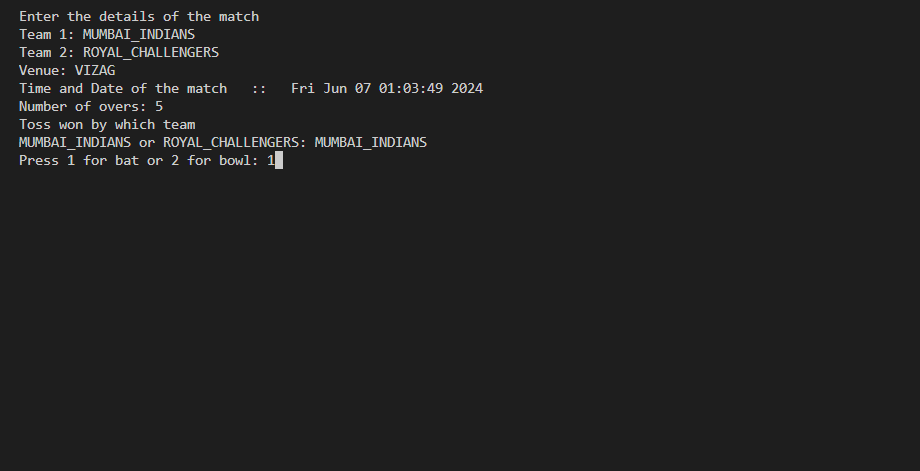 Enter the details of the match
Team 1: MUMBAI_INDIANS
Team 2: ROYAL_CHALLENGERS
Venue: VIZAG
Time and Date of the match   ::   Fri Jun 07 01:03:49 2024
Number of overs: 5
Toss won by which team
MUMBAI_INDIANS or ROYAL_CHALLENGERS: MUMBAI_INDIANS
Press 1 for bat or 2 for bowl: 1